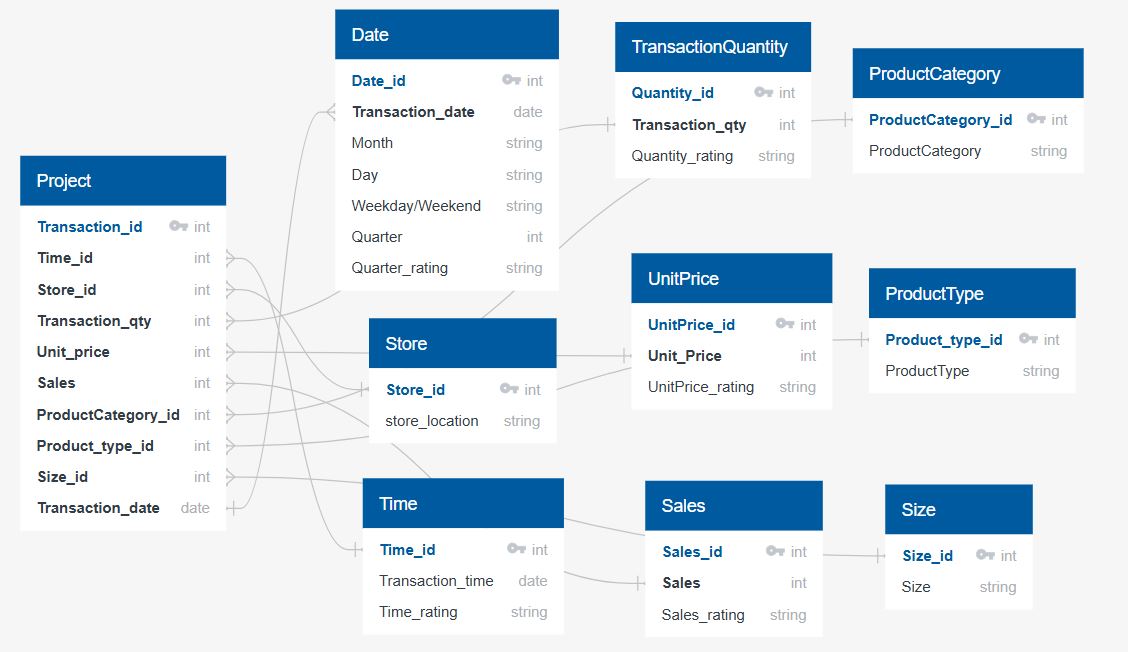 Project
Transaction_id int
Time_id int
Store_id int
Transaction_qty int
Unit_price int
Sales int
ProductCategory_id int
Product_type_id int
Size_id int
Transaction_date date
Date
Date_id int
Transaction_date date
Month string
Day string
Weekday/Weekend string
Quarter int
Quarter_rating string
Store
Store_id int
store_location string
Time
Time_id int
Transaction_time date
Time_rating string
TransactionQuantity
Quantity_id int
Transaction_qty int
Quantity_rating string
UnitPrice
UnitPrice_id int
Unit_Price int
UnitPrice_rating string
Sales
Sales_id int
Sales int
Sales_rating string
ProductCategory
ProductCategory_id int
ProductCategory string
ProductType
Product_type_id int
ProductType string
Size
Size_id int
Size string